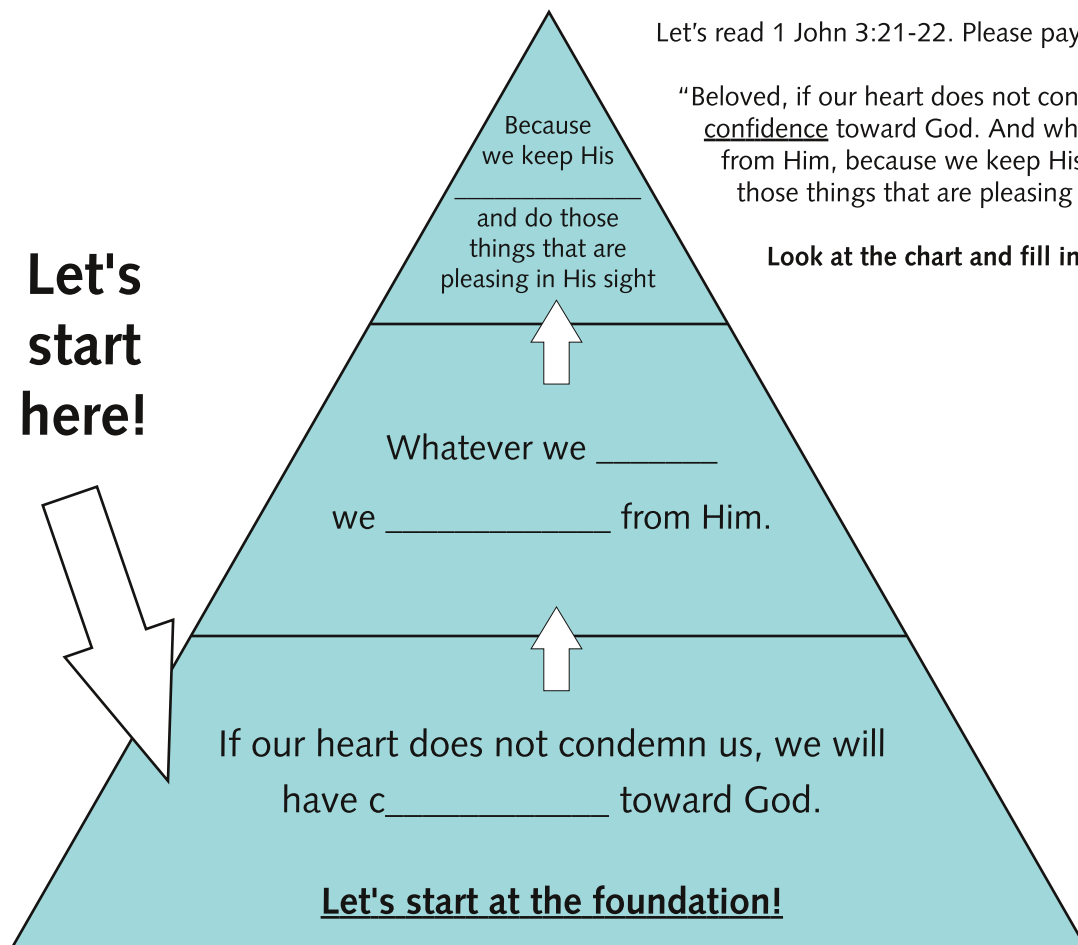 Let's read 1 John 3:21-22. Please pay
"Beloved, if our heart does not con
confidence toward God. And wh
from Him, because we keep His
those things that are pleasing
Look at the chart and fill in
Because
we keep His
______________
and do those
things that are
pleasing in His sight
Let's
start
here!
Whatever we _______
we _____________ from Him.
If our heart does not condemn us, we will
have c_____________ toward God.
Let's start at the foundation!